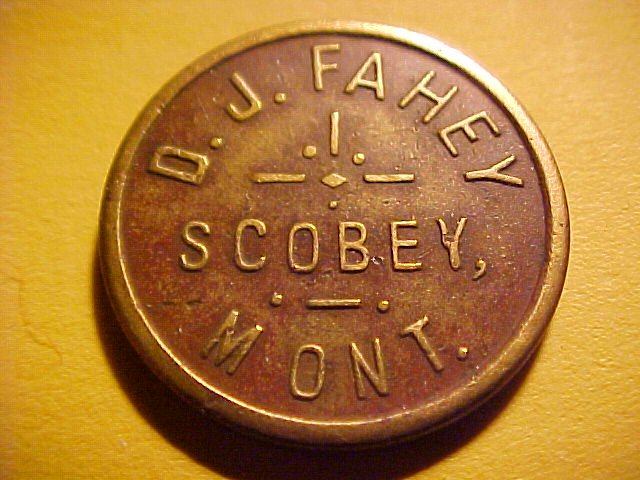 D. J. FAHEY
SCOBEY,
MONT.